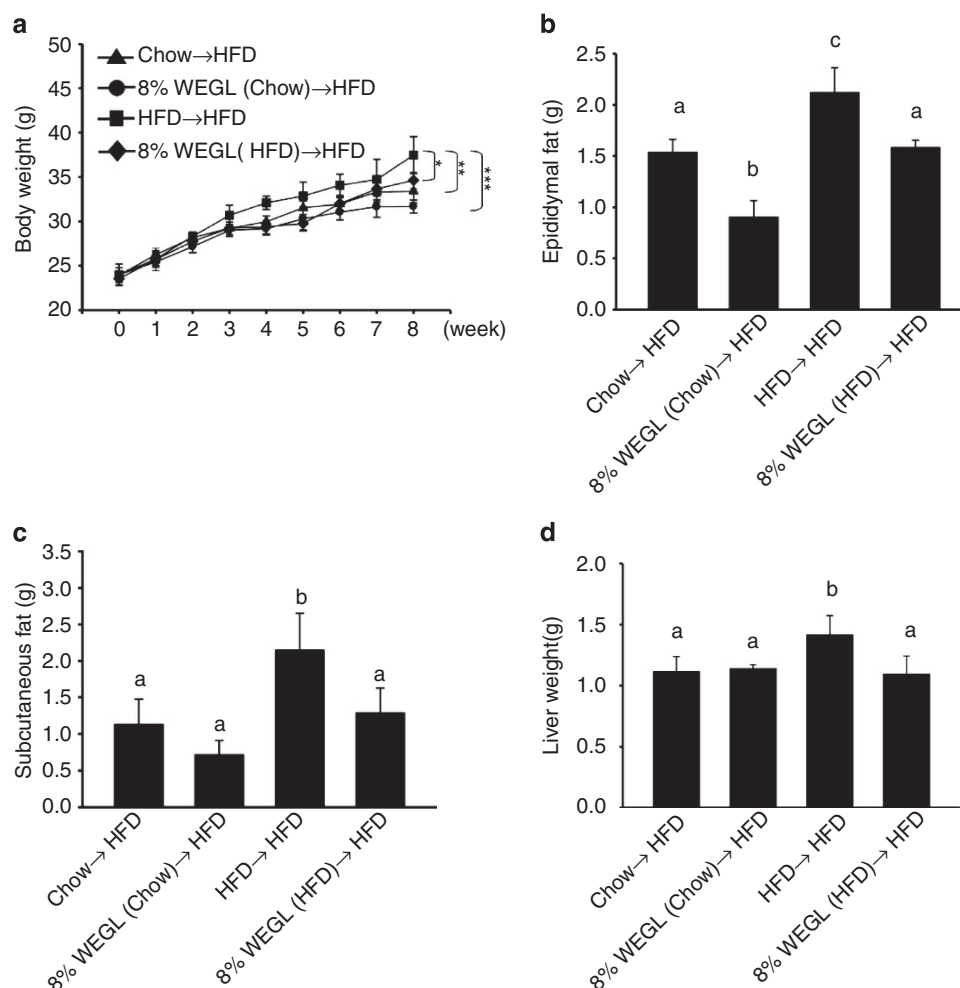 a
50
45
40
35
30
25
20
Body weight (g)
Chow→HFD
8% WEGL (Chow)→HFD
HFD→HFD
8% WEGL( HFD)→HFD
*
**
***
0 1 2 3 4 5 6 7 8 (week)
b
2.5
2.0
1.5
1.0
0.5
0.0
Epididymal fat (g)
a
b
c
a
Chow→ HFD
8% WEGL (Chow)→ HFD
HFD→ HFD
8% WEGL (HFD)→ HFD
c
3.5
3.0
2.5
2.0
1.5
1.0
0.5
0.0
Subcutaneous fat (g)
a
a
b
a
Chow→ HFD
8% WEGL (Chow)→ HFD
HFD→ HFD
8% WEGL (HFD)→ HFD
d
2.0
1.5
1.0
0.5
0.0
Liver weight(g)
a
a
b
a
Chow→ HFD
8% WEGL (Chow)→ HFD
HFD→ HFD
8% WEGL (HFD)→ HFD